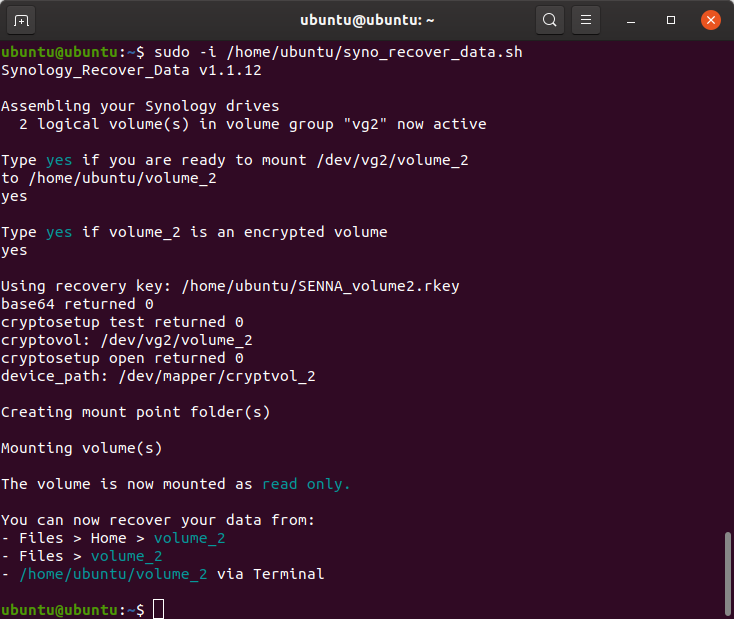 ubuntu@ubuntu: ~
ubuntu@ubuntu:~$ sudo -i /home/ubuntu/syno_recover_data.sh
Synology_Recover_Data v1.1.12
Assembling your Synology drives
2 logical volume(s) in volume group "vg2" now active
Type yes if you are ready to mount /dev/vg2/volume_2
to /home/ubuntu/volume_2
yes
Type yes if volume_2 is an encrypted volume
yes
Using recovery key: /home/ubuntu/SENNA_volume2.rkey
base64 returned 0
cryptosetup test returned 0
cryptovol: /dev/vg2/volume_2
cryptosetup open returned 0
device_path: /dev/mapper/cryptvol_2
Creating mount point folder(s)
Mounting volume(s)
The volume is now mounted as read only.
You can now recover your data from:
- Files > Home > volume_2
- Files > volume_2
- /home/ubuntu/volume_2 via Terminal
ubuntu@ubuntu:~$